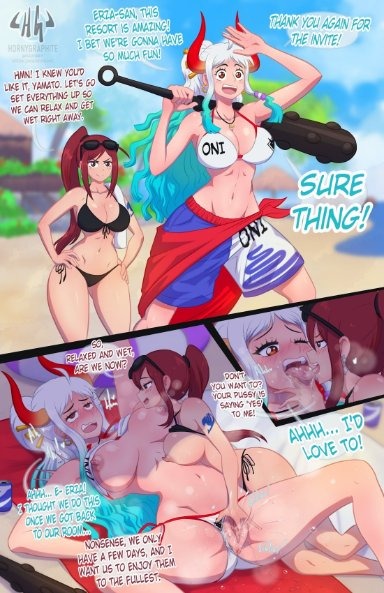 HORNYGRAPHITE
ERZA-SAN, THIS
RESORT IS AMAZING!
I BET WE'RE GONNA HAVE
SO MUCH FUN!
THANK YOU AGAIN FOR
THE INVITE!
HMN! I KNEW YOU'D
LIKE IT, YAMATO. LET'S GO
SET EVERYTHING UP SO
WE CAN RELAX AND GET
WET RIGHT AWAY.
ONI
SURE
THING!
ONI
SO,
RELAXED AND WET,
ARE WE NOW?
DON'T
YOU WANT TO?
YOUR PUSSY IS
SAYING "YES"
TO ME!
AHHH... I'D
LOVE TO!
AHHH... E- ERZA!
I THOUGHT WE DO THIS
ONCE WE GOT BACK
TO OUR ROOM...
NONSENSE, WE ONLY
HAVE A FEW DAYS, AND I
WANT US TO ENJOY THEM
TO THE FULLEST.